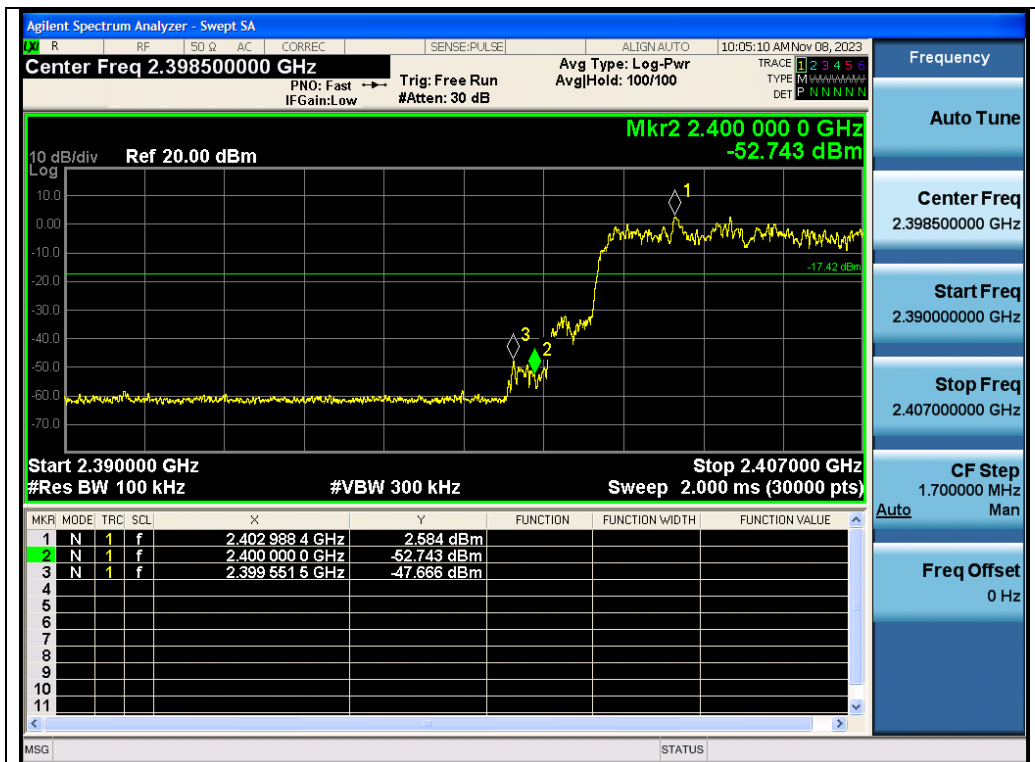 Agilent Spectrum Analyzer - Swept SA
LXI R RF 50 Ω AC CORREC SENSE:PULSE ALIGN AUTO 10:05:10 AM Nov 08, 2023
Center Freq 2.398500000 GHz
PNO: Fast
IFGain:Low
Trig: Free Run
#Atten: 30 dB
Avg Type: Log-Pwr
Avg|Hold: 100/100
TRACE 1 2 3 4 5 6
TYPE M
DET P N N N N N
Mkr2 2.400 000 0 GHz
-52.743 dBm
10 dB/div Ref 20.00 dBm
Log
10.0
0.00
-10.0
-20.0
-30.0
-40.0
-50.0
-60.0
-70.0
1
-17.42 dBm
3
2
Start 2.390000 GHz Stop 2.407000 GHz
#Res BW 100 kHz #VBW 300 kHz Sweep 2.000 ms (30000 pts)
MKR MODE TRC SCL X Y FUNCTION FUNCTION WIDTH FUNCTION VALUE
1 N 1 f 2.402 988 4 GHz 2.584 dBm
2 N 1 f 2.400 000 0 GHz -52.743 dBm
3 N 1 f 2.399 551 5 GHz -47.666 dBm
4
5
6
7
8
9
10
11
MSG STATUS
Frequency
Auto Tune
Center Freq
2.398500000 GHz
Start Freq
2.390000000 GHz
Stop Freq
2.407000000 GHz
CF Step
1.700000 MHz
Auto Man
Freq Offset
0 Hz